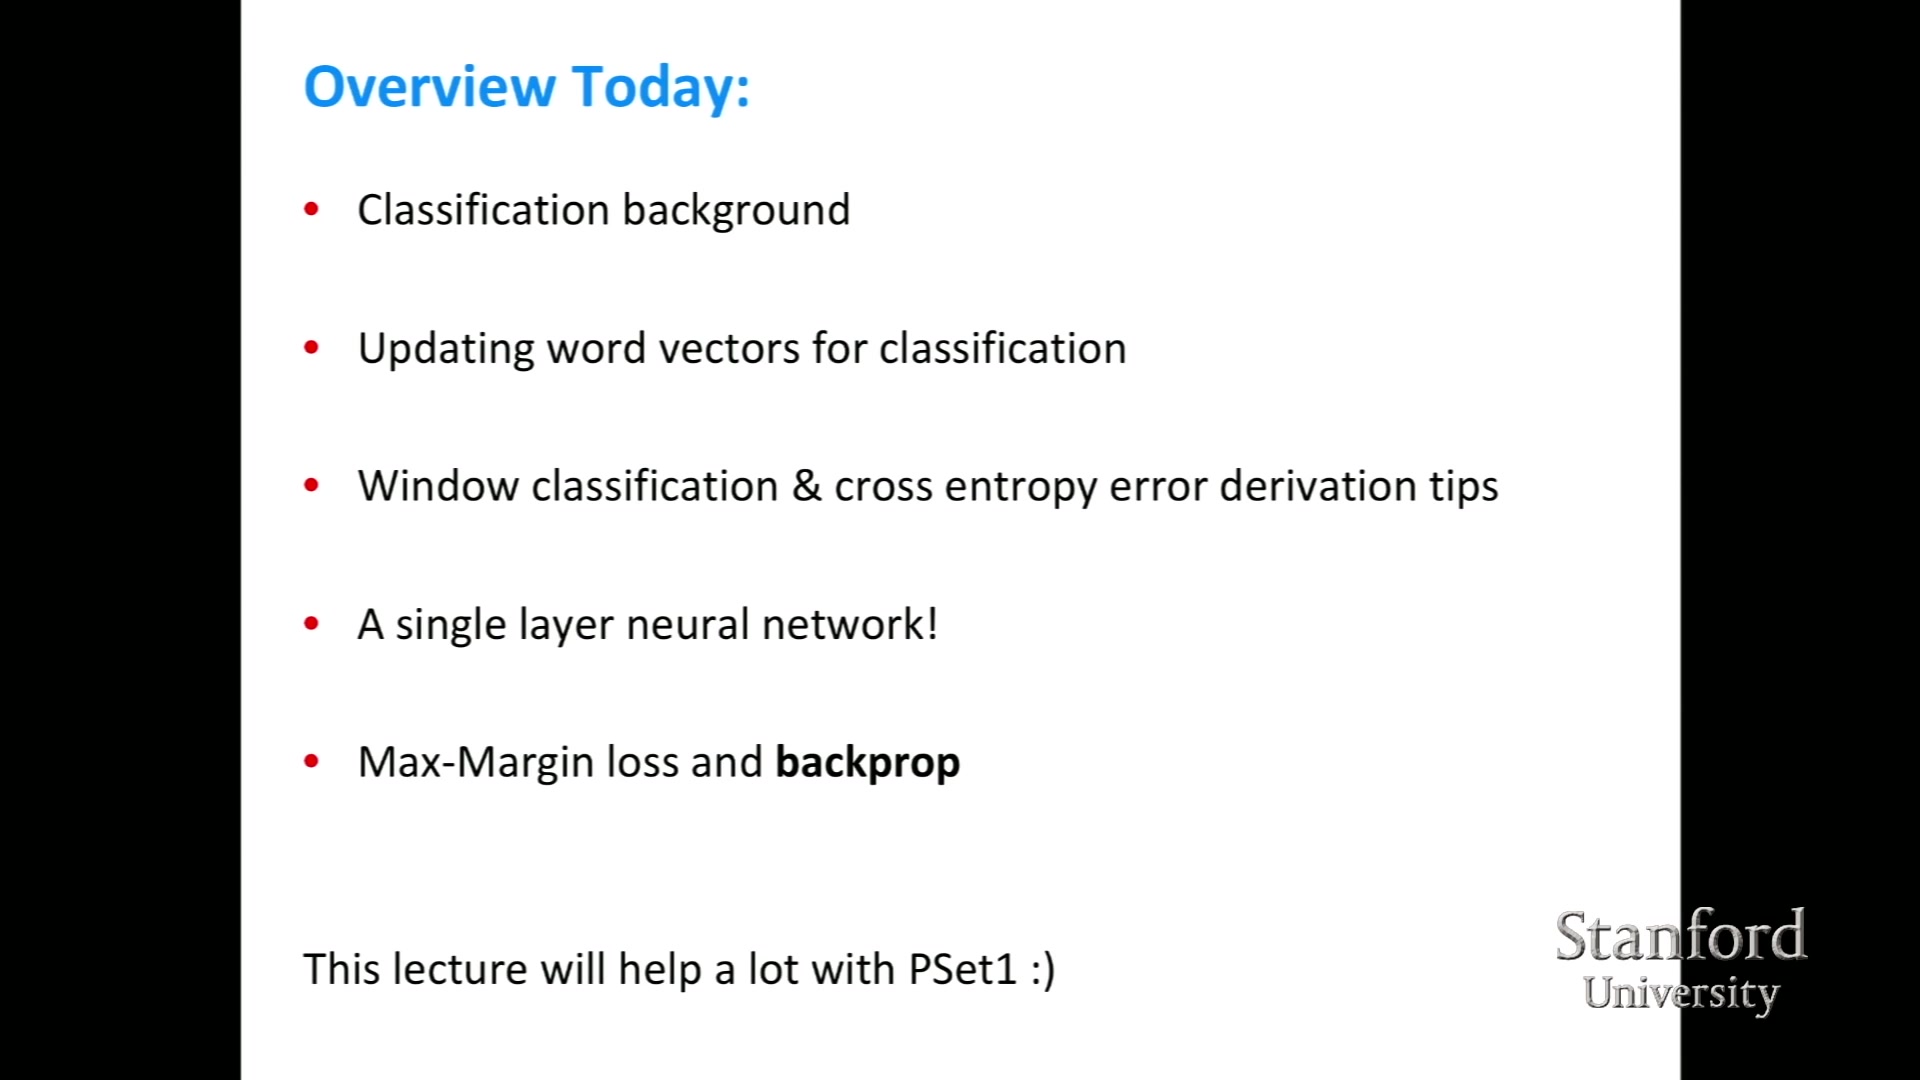 Overview Today:
• Classification background
• Updating word vectors for classification
• Window classification & cross entropy error derivation tips
• A single layer neural network!
• Max-Margin loss and backprop
This lecture will help a lot with PSet1 :)
Stanford
University